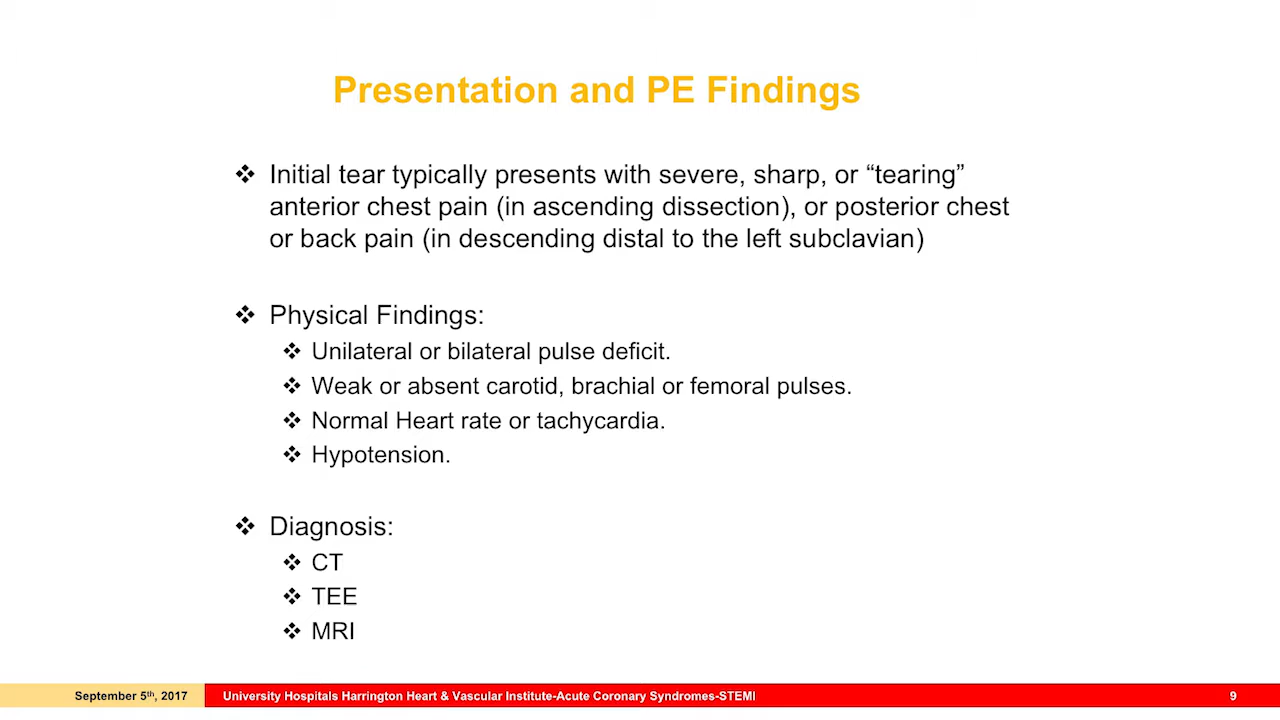 Presentation and PE Findings
❖ Initial tear typically presents with severe, sharp, or “tearing”
anterior chest pain (in ascending dissection), or posterior chest
or back pain (in descending distal to the left subclavian)
❖ Physical Findings:
❖ Unilateral or bilateral pulse deficit.
❖ Weak or absent carotid, brachial or femoral pulses.
❖ Normal Heart rate or tachycardia.
❖ Hypotension.
❖ Diagnosis:
❖ CT
❖ TEE
❖ MRI
September 5th, 2017 University Hospitals Harrington Heart & Vascular Institute-Acute Coronary Syndromes-STEMI 9